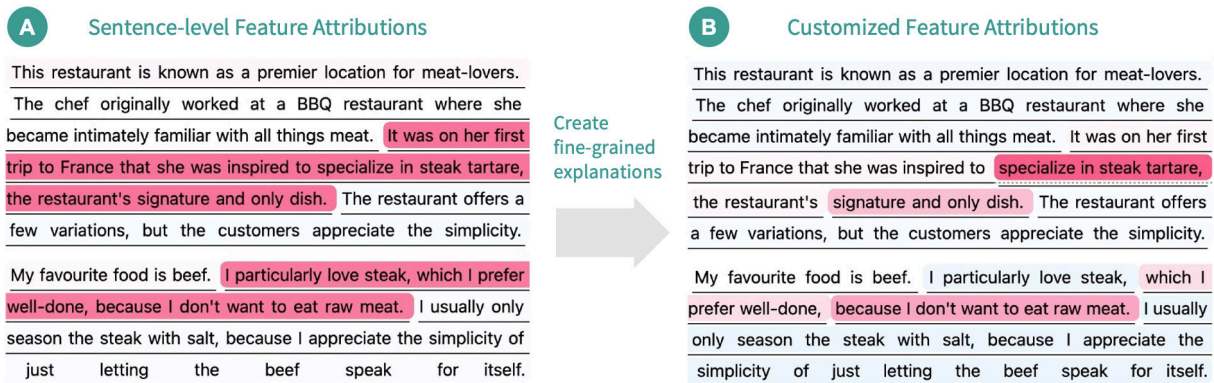 A Sentence-level Feature Attributions
This restaurant is known as a premier location for meat-lovers.
The chef originally worked at a BBQ restaurant where she
became intimately familiar with all things meat. It was on her first
trip to France that she was inspired to specialize in steak tartare,
the restaurant's signature and only dish. The restaurant offers a
few variations, but the customers appreciate the simplicity.
My favourite food is beef. I particularly love steak, which I prefer
well-done, because I don't want to eat raw meat. I usually only
season the steak with salt, because I appreciate the simplicity of
just letting the beef speak for itself.
Create
fine-grained
explanations
B Customized Feature Attributions
This restaurant is known as a premier location for meat-lovers.
The chef originally worked at a BBQ restaurant where she
became intimately familiar with all things meat. It was on her first
trip to France that she was inspired to specialize in steak tartare,
the restaurant's signature and only dish. The restaurant offers
a few variations, but the customers appreciate the simplicity.
My favourite food is beef. I particularly love steak, which I
prefer well-done, because I don't want to eat raw meat. I usually
only season the steak with salt, because I appreciate the
simplicity of just letting the beef speak for itself.